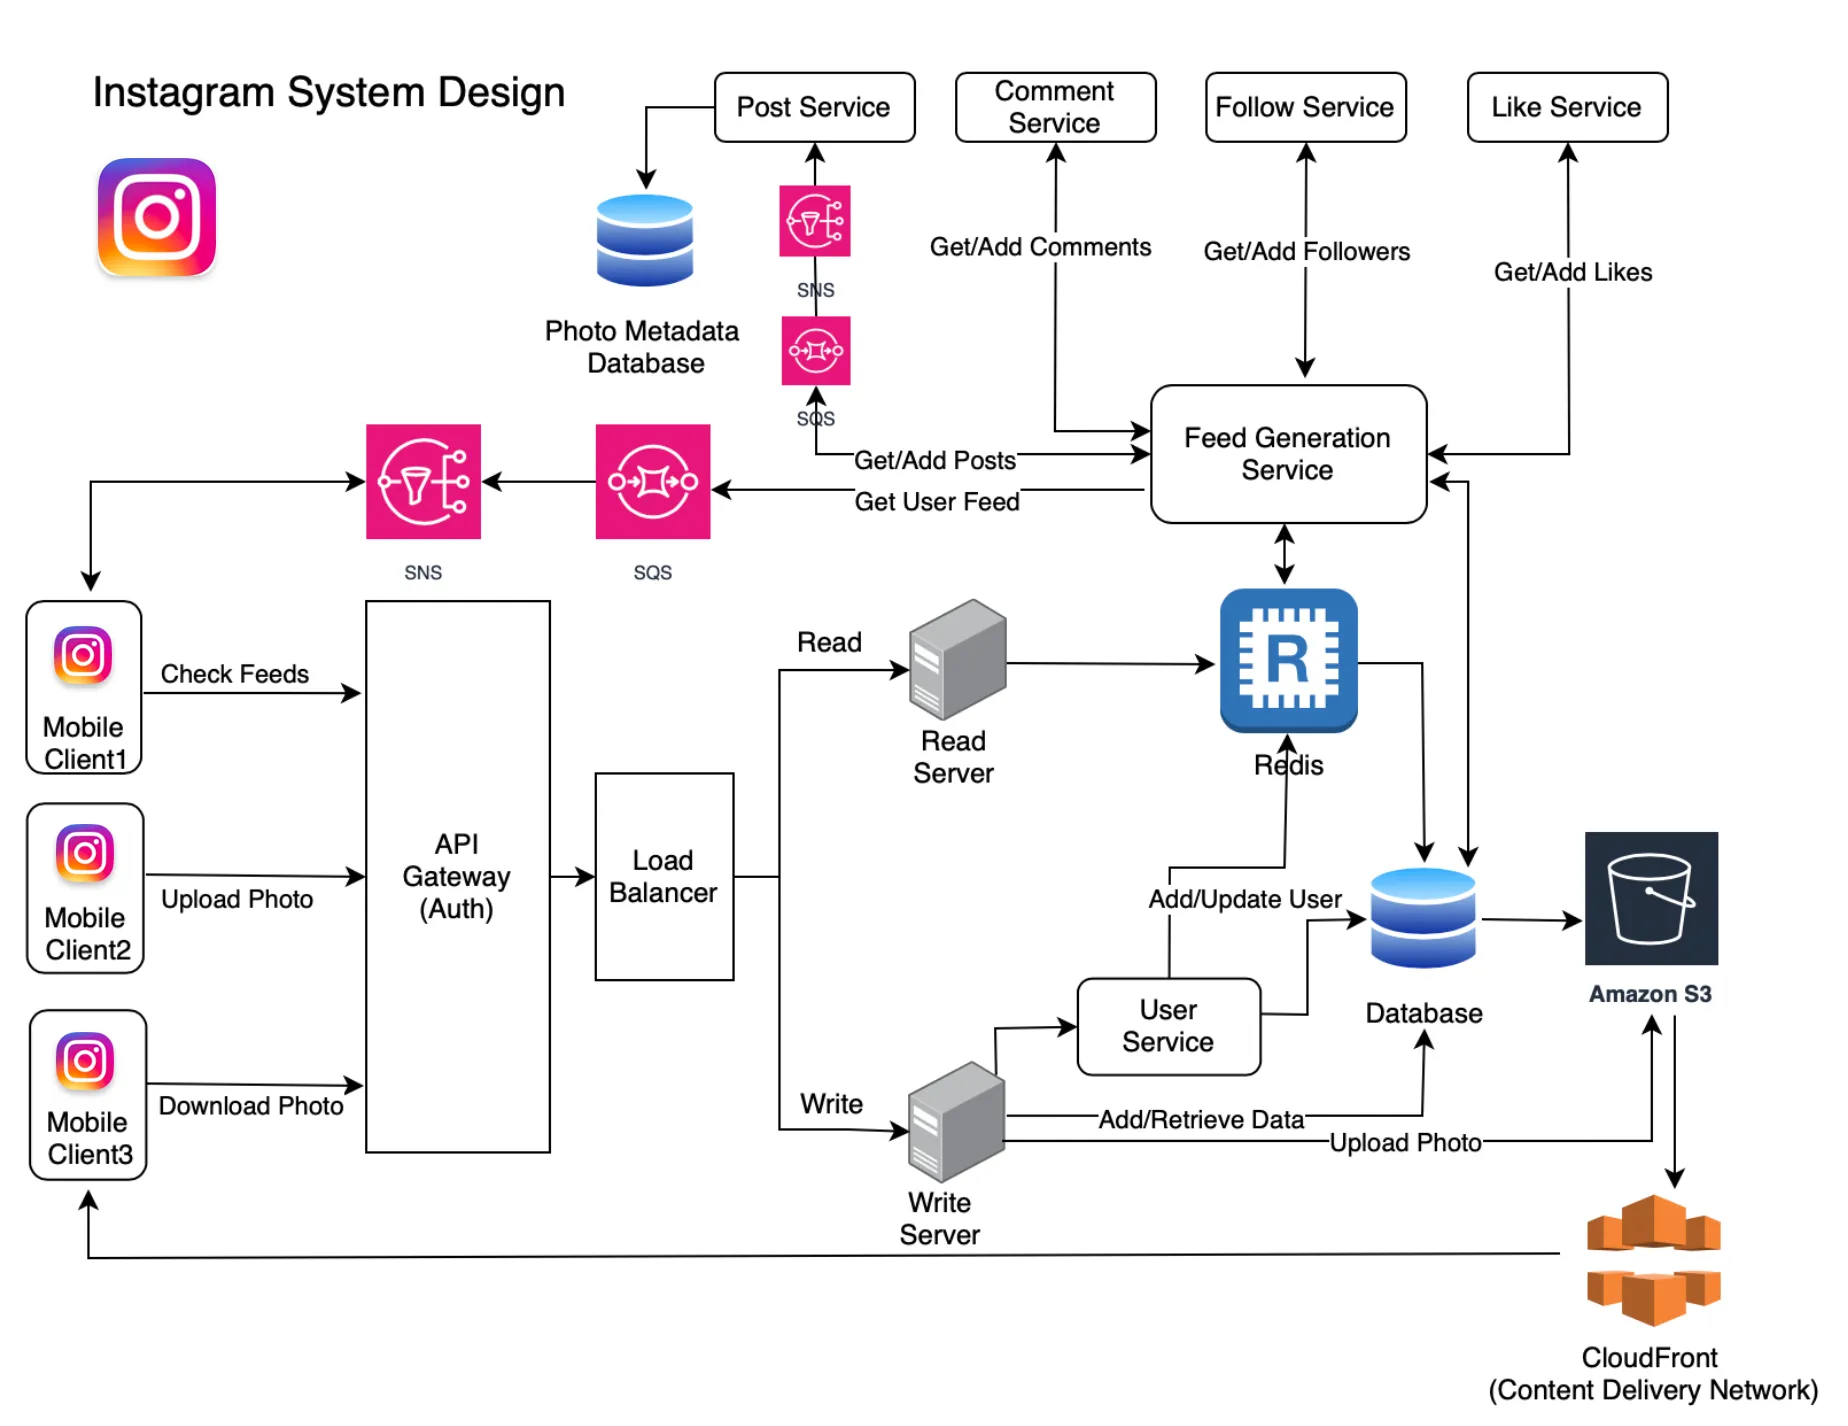 Instagram System Design
Post Service
Comment
Service
Follow Service
Like Service
Get/Add Comments
Get/Add Followers
Get/Add Likes
SNS
Photo Metadata
Database
SQS
Get/Add Posts
Get User Feed
Feed Generation
Service
SNS
SQS
Mobile
Client1
Check Feeds
Read
Read
Server
R
Redis
Mobile
Client2
Upload Photo
API
Gateway
(Auth)
Load
Balancer
Add/Update User
User
Service
Database
Amazon S3
Mobile
Client3
Download Photo
Write
Add/Retrieve Data
Upload Photo
Write
Server
CloudFront
(Content Delivery Network)